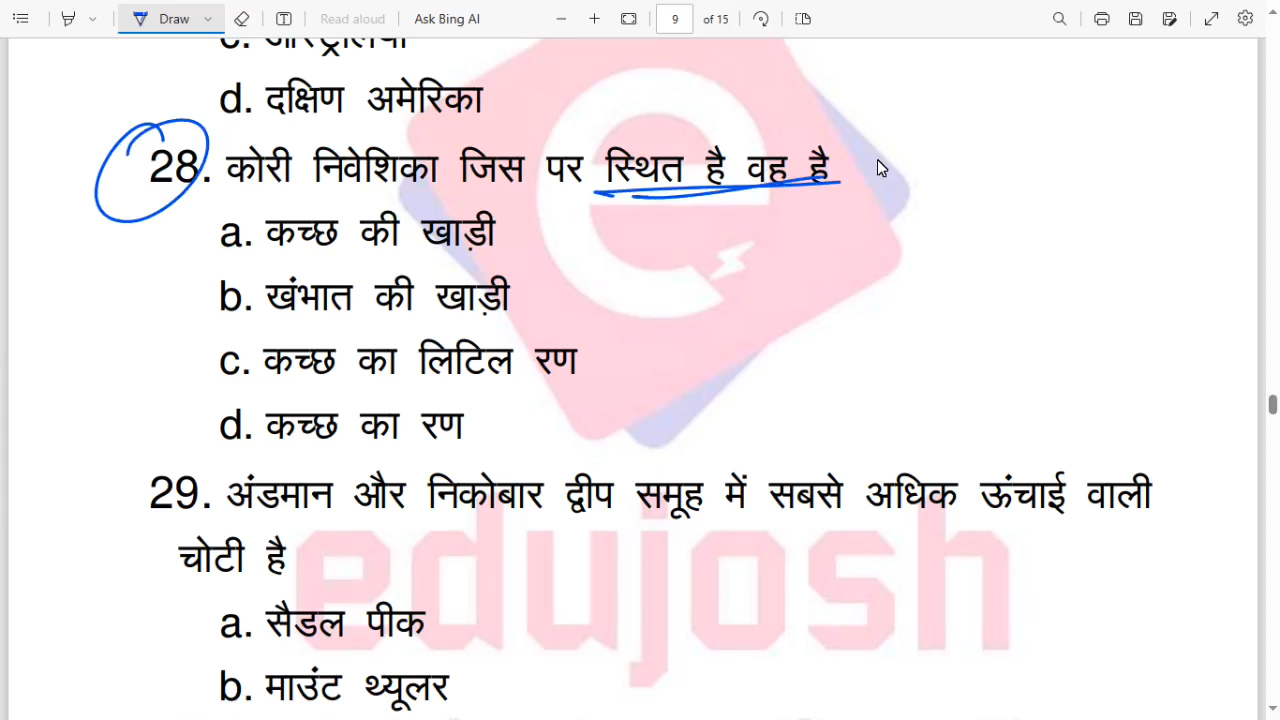 Draw
Read aloud
Ask Bing AI
9
of 15
c. ऑस्ट्रेलिया
d. दक्षिण अमेरिका
28. कोरी निवेशिका जिस पर स्थित है वह है
a. कच्छ की खाड़ी
b. खंभात की खाड़ी
c. कच्छ का लिटिल रण
d. कच्छ का रण
29. अंडमान और निकोबार द्वीप समूह में सबसे अधिक ऊंचाई वाली
चोटी है
edujosh
a. सैडल पीक
b. माउंट थ्यूलर